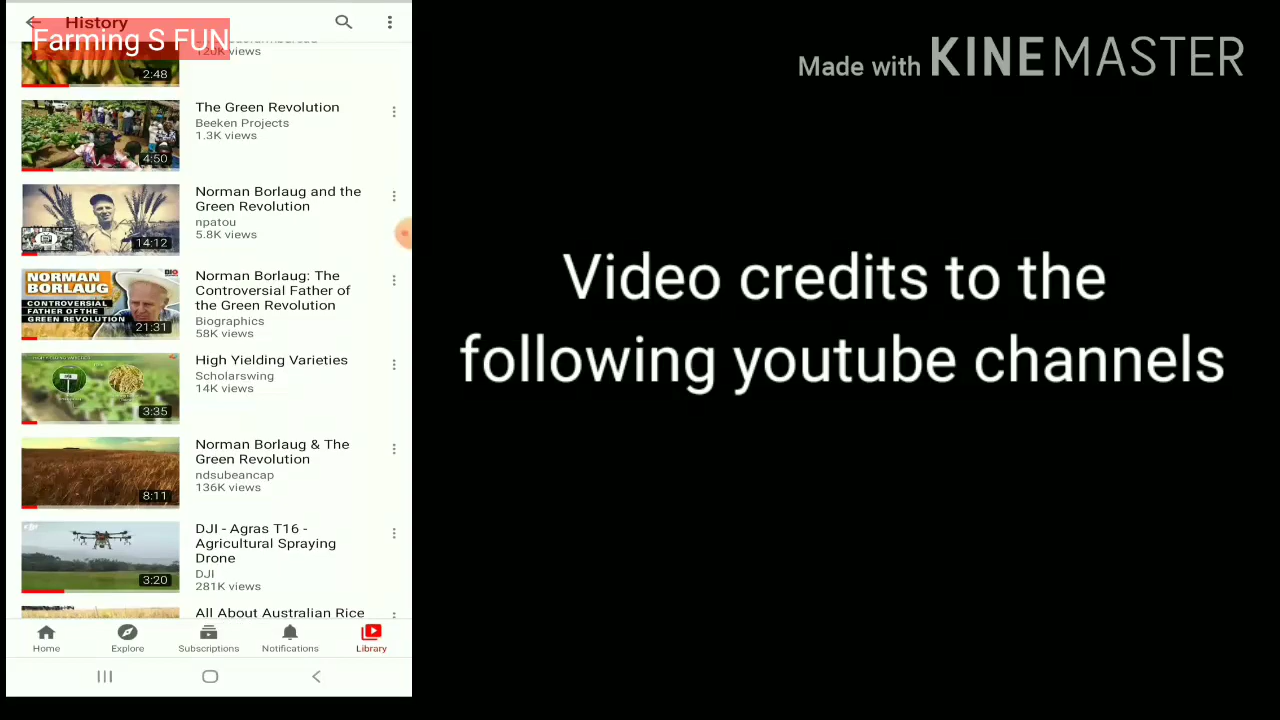 History
Farming S FUN
120K views
2:48
The Green Revolution
Beeken Projects
1.3K views
4:50
Norman Borlaug and the
Green Revolution
npatou
5.8K views
14:12
Norman Borlaug: The
Controversial Father of
the Green Revolution
Biographics
58K views
NORMAN
BORLAUG
CONTROVERSIAL
FATHER OF THE
GREEN REVOLUTION
BIO
21:31
High Yielding Varieties
Scholarswing
14K views
3:35
Norman Borlaug & The
Green Revolution
ndsubeancap
136K views
8:11
DJI - Agras T16 -
Agricultural Spraying
Drone
DJI
281K views
dji
3:20
All About Australian Rice
Home
Explore
Subscriptions
Notifications
Library
Made with KINEMASTER
Video credits to the
following youtube channels